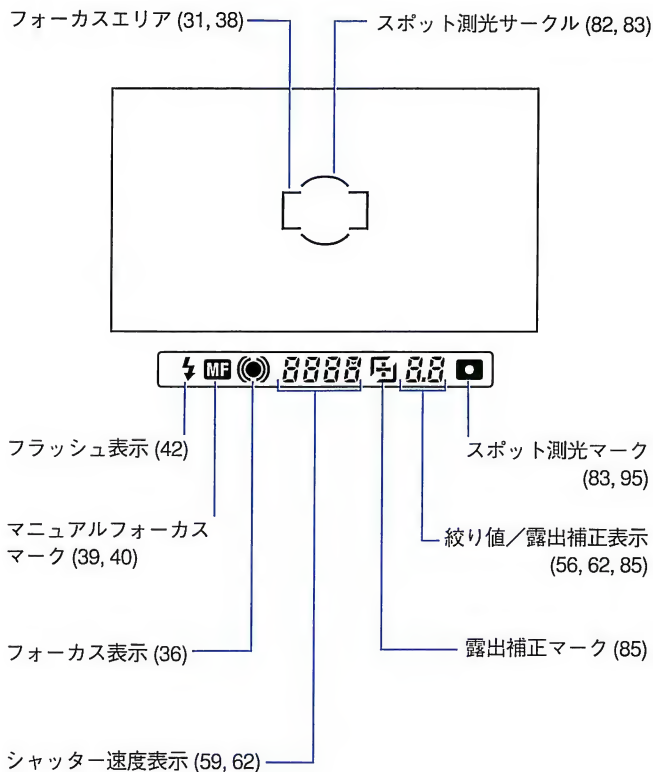 フォーカスエリア (31, 38)
スポット測光サークル (82, 83)
MF 8888 8.8
フラッシュ表示 (42)
スポット測光マーク
(83, 95)
マニュアルフォーカス
マーク (39, 40)
絞り値／露出補正表示
(56, 62, 85)
フォーカス表示 (36)
露出補正マーク (85)
シャッター速度表示 (59, 62)